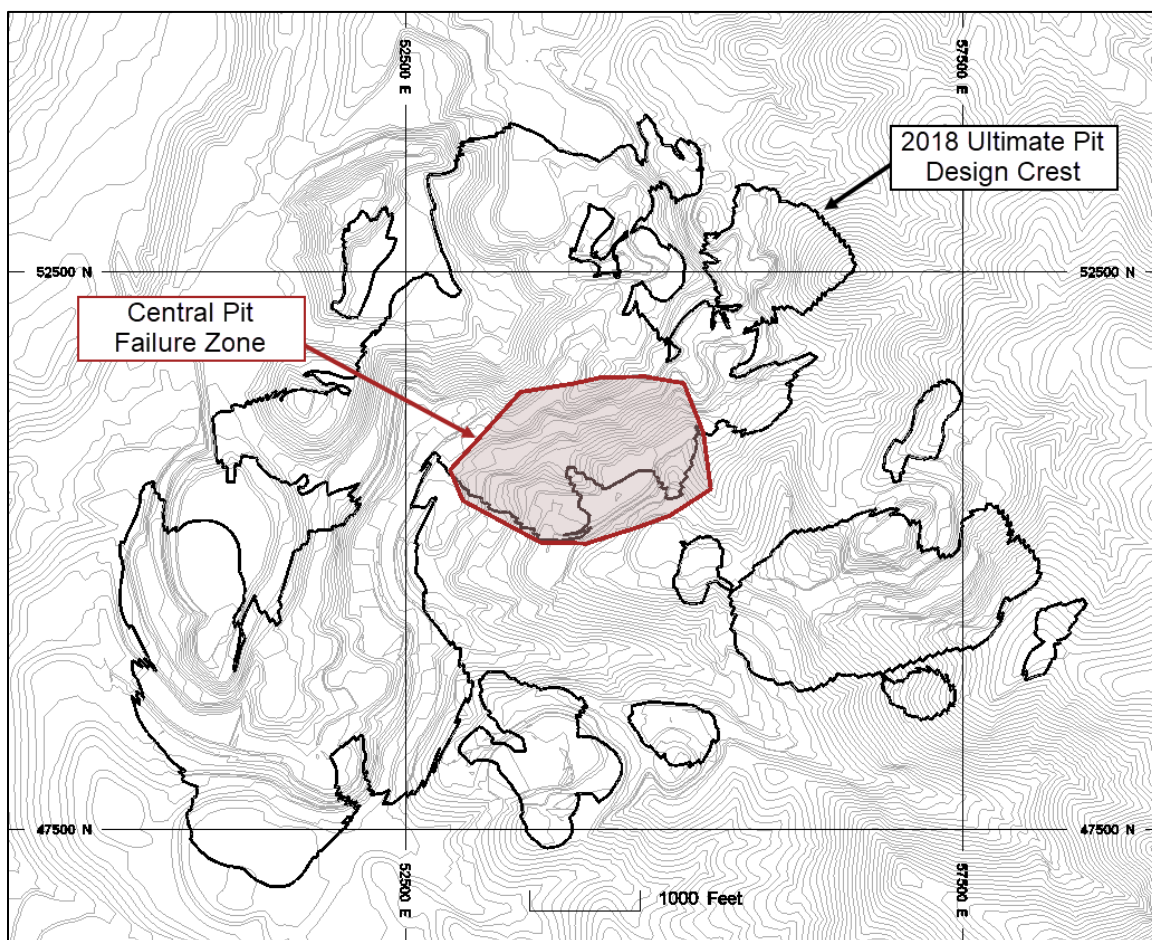 52500 E
57500 E
2018 Ultimate Pit
Design Crest
52500 N
52500 N
Central Pit
Failure Zone
47500 N
47500 N
52500 E
1000 Feet
57500 E